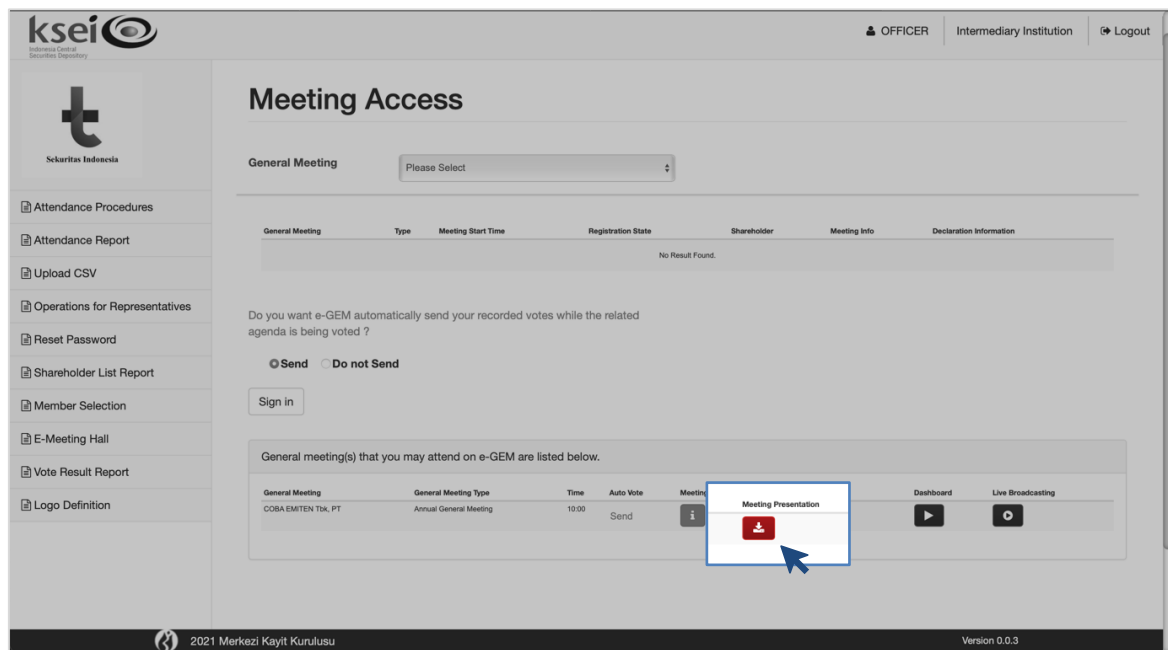 ksei
Indonesia Central
Securities Depository
OFFICER
Intermediary Institution
Logout
t
Sekuritas Indonesia
Attendance Procedures
Attendance Report
Upload CSV
Operations for Representatives
Reset Password
Shareholder List Report
Member Selection
E-Meeting Hall
Vote Result Report
Logo Definition
Meeting Access
General Meeting
Please Select
General Meeting Type Meeting Start Time Registration State Shareholder Meeting Info Declaration Information
No Result Found.
Do you want e-GEM automatically send your recorded votes while the related
agenda is being voted ?
Send Do not Send
Sign in
General meeting(s) that you may attend on e-GEM are listed below.
General Meeting General Meeting Type Time Auto Vote Meeting Meeting Presentation Dashboard Live Broadcasting
COBA EMITEN Tbk, PT Annual General Meeting 10:00 Send i
2021 Merkezi Kayit Kurulusu
Version 0.0.3